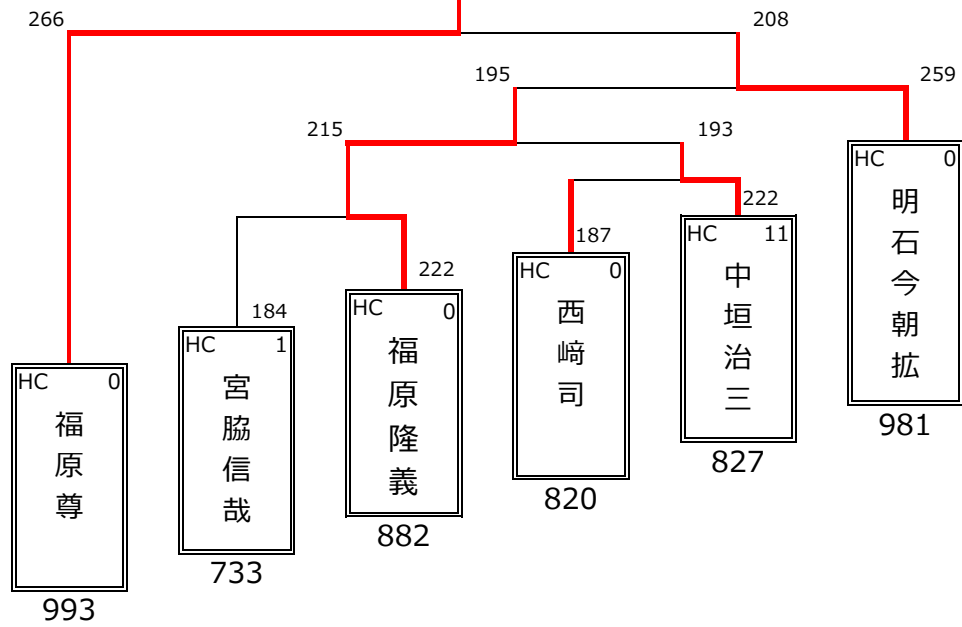 266
208
195
259
215
193
HC 0
明石今朝拡
981
222
HC 11
中垣治三
827
187
HC 0
西﨑司
820
222
HC 0
福原隆義
882
184
HC 1
宮脇信哉
733
HC 0
福原尊
993